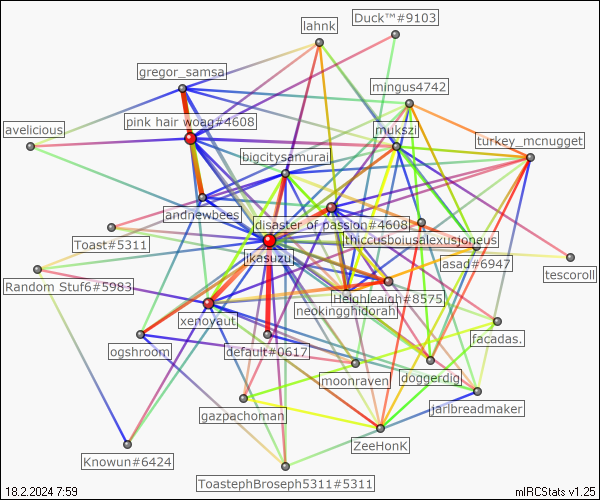 Duck™#9103
lahnk
gregor_samsa
mingus4742
pink hair woag#4608
avelicious
mukszi
turkey_mcnugget
bigcitysamurai
andnewbees
disaster of passion#4608
Toast#5311
thiccusboiusalexusjoneus
ikasuzu
asad#6947
tescoroll
Random Stuf6#5983
Heighleaigh#8575
neokingghidorah
xenoyaut
facadas.
ogshroom
default#0617
moonraven
doggerdig
gazpachoman
jarlbreadmaker
ZeeHonK
Knowun#6424
ToastephBroseph5311#5311
18.2.2024 7:59
mIRCStats v1.25